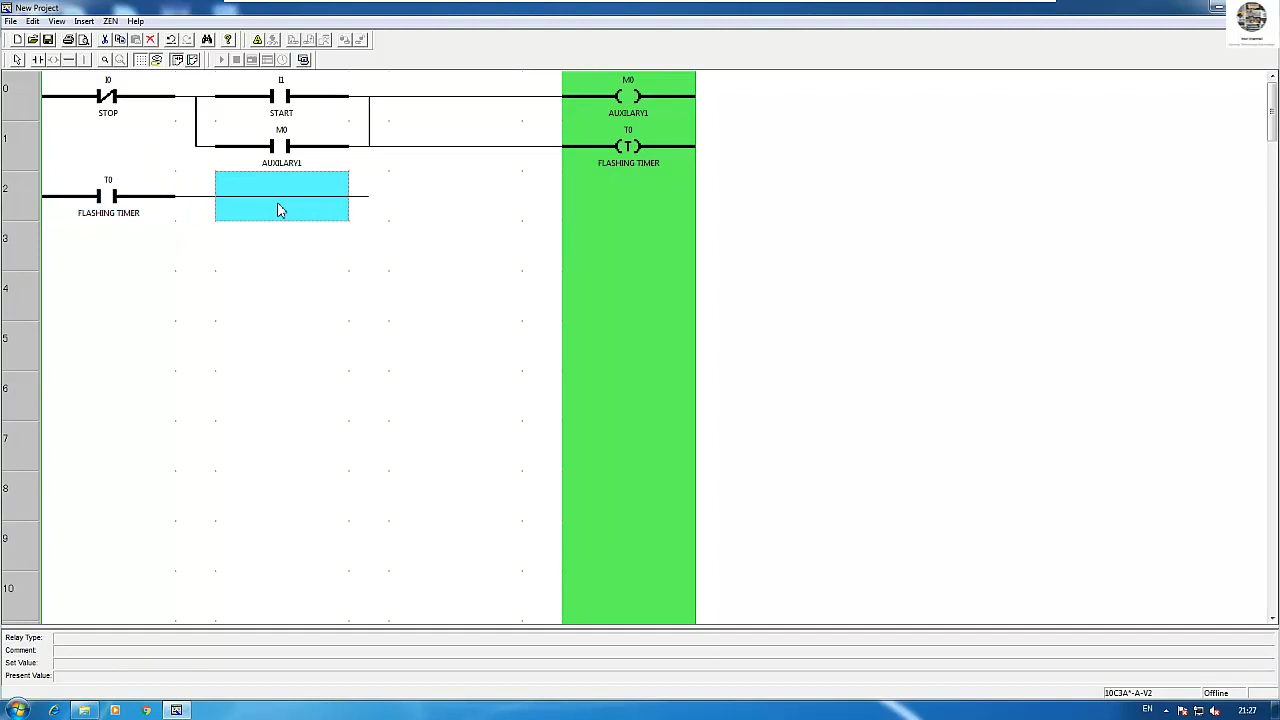 New Project
File Edit View Insert ZEN Help
0
I0
I1
M0
STOP
START
AUXILARY1
1
M0
T0
AUXILARY1
FLASHING TIMER
2
T0
FLASHING TIMER
3
4
5
6
7
8
9
10
Relay Type:
Comment:
Set Value:
Present Value:
10C3A*-A-V2 Offline
EN 21:27